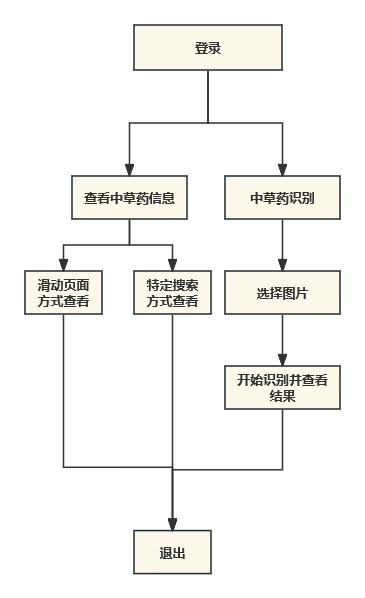 登录
查看中草药信息
中草药识别
滑动页面
方式查看
特定搜索
方式查看
选择图片
开始识别并查看
结果
退出